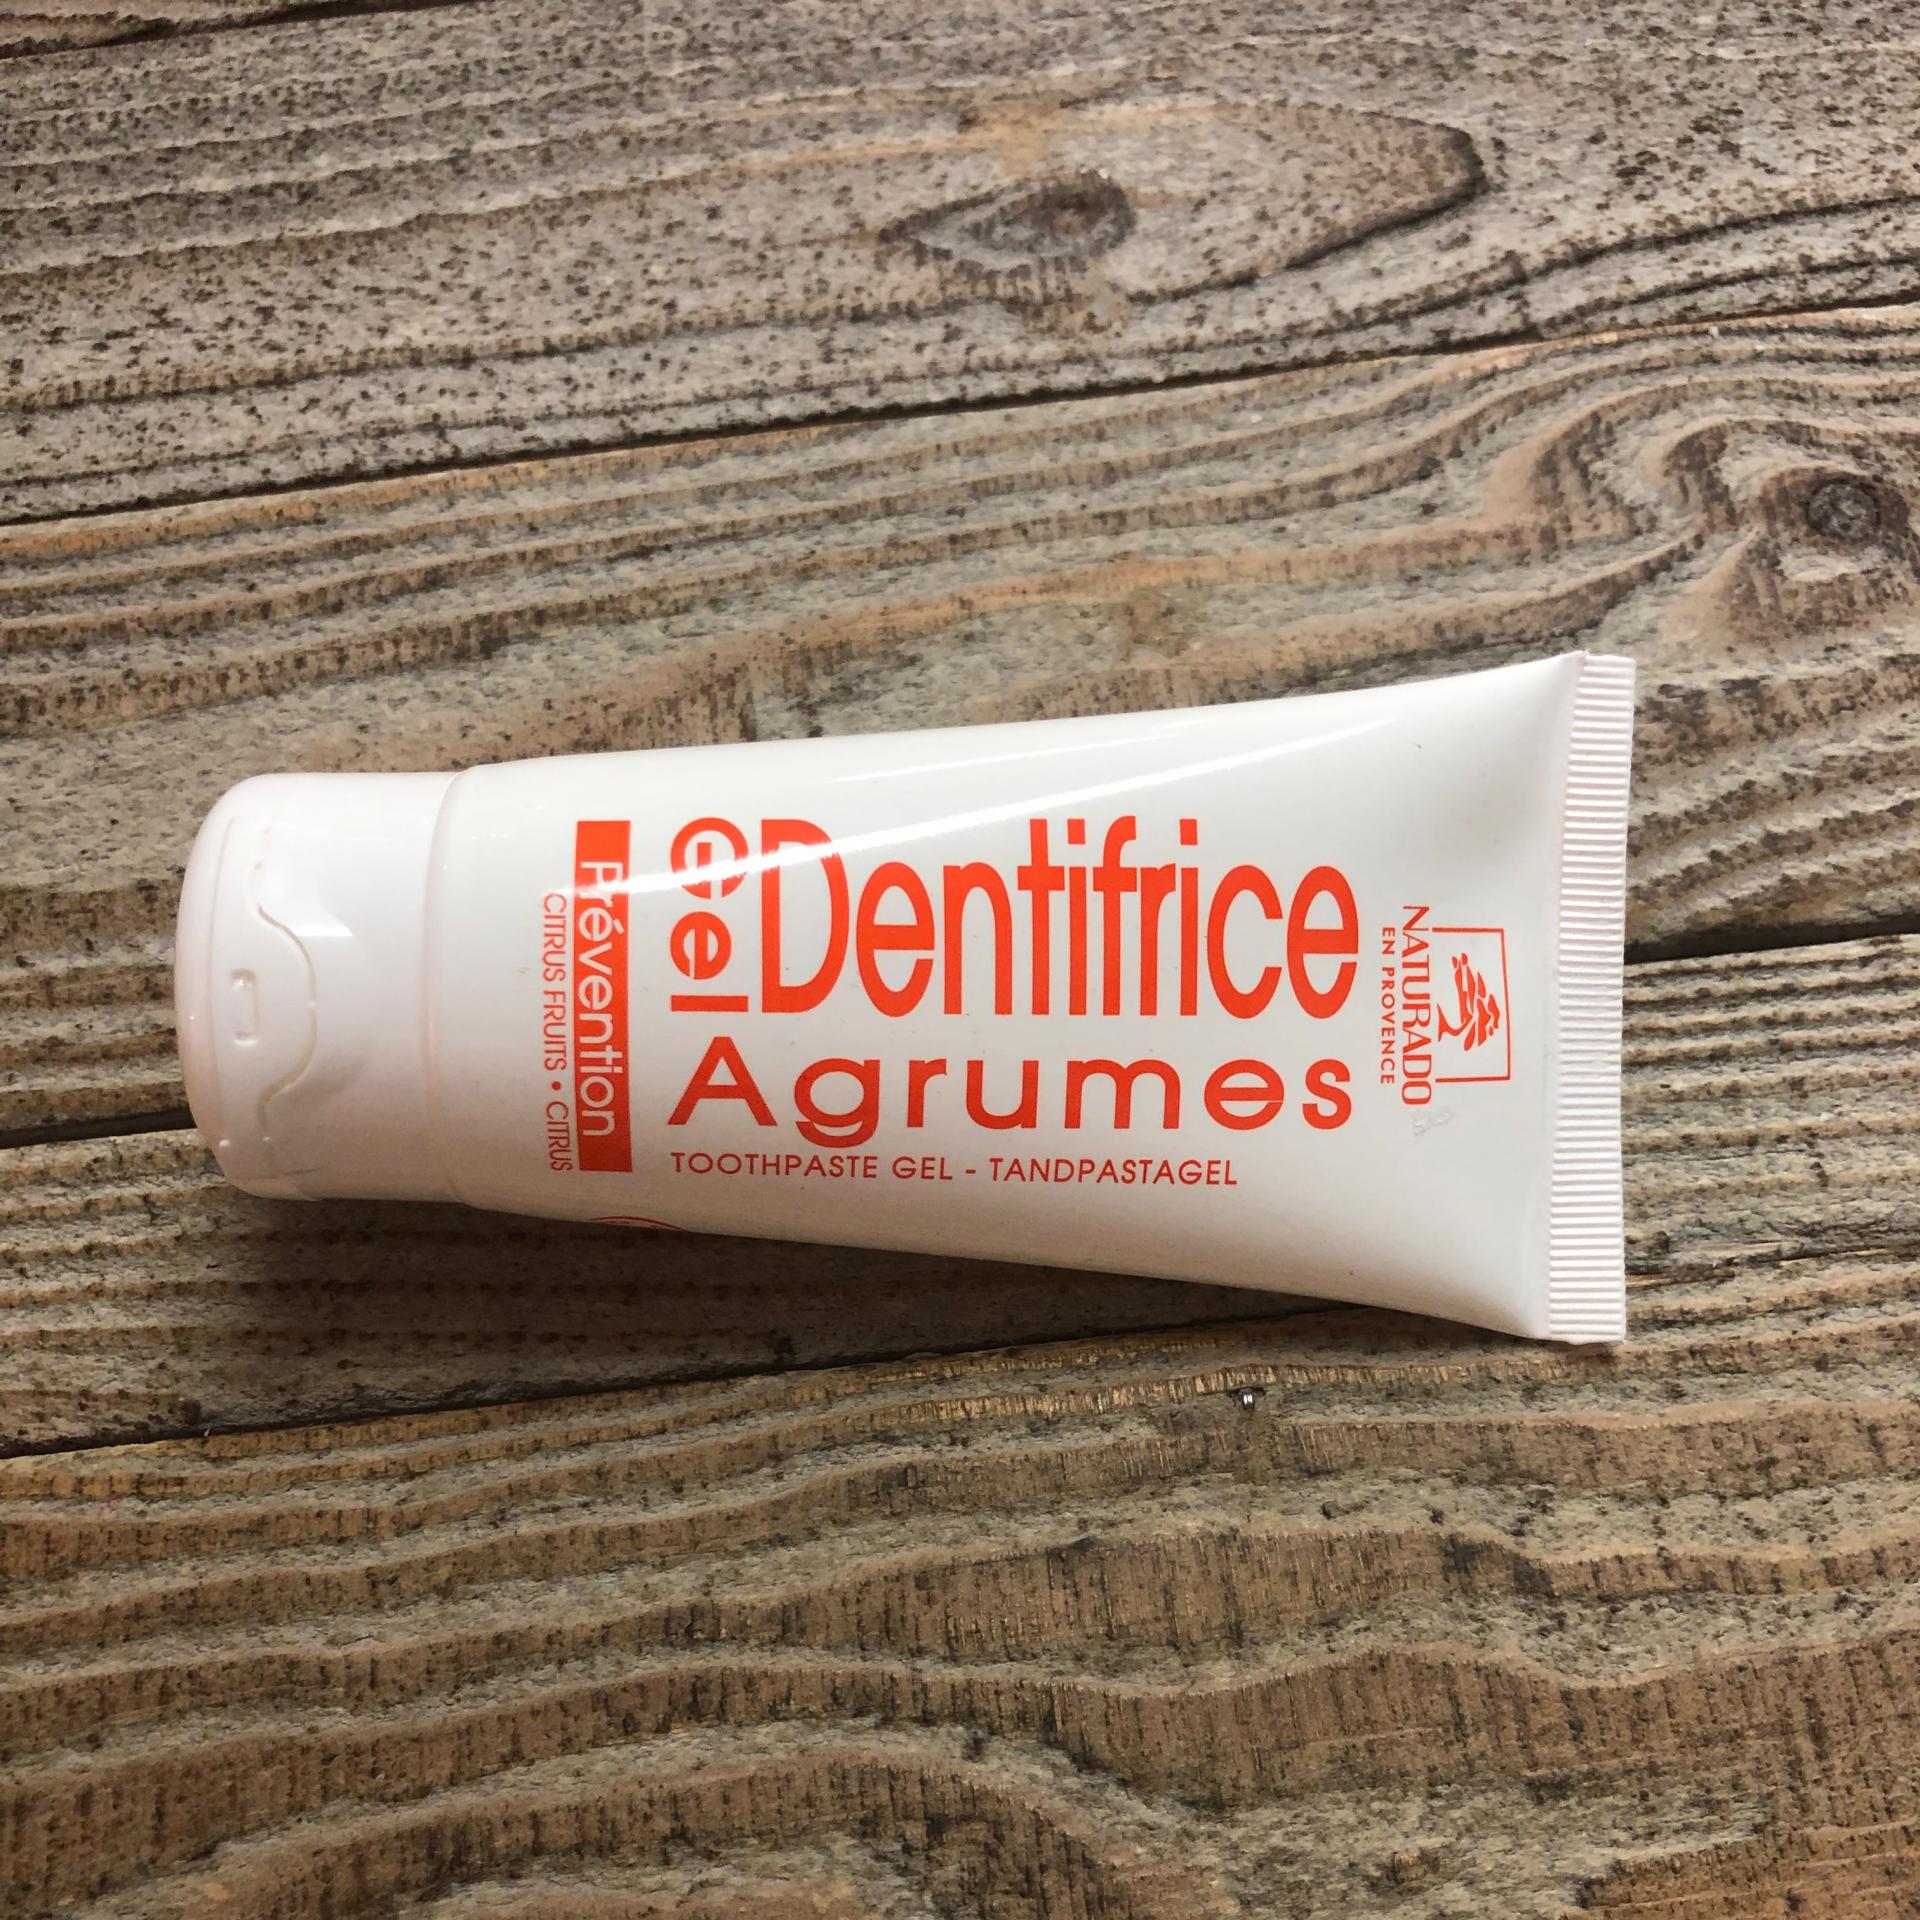 NATURADO
EN PROVENCE
Gel
Dentifrice
Agrumes
TOOTHPASTE GEL - TANDPASTAGEL
Prévention
CITRUS FRUITS • CITRUS